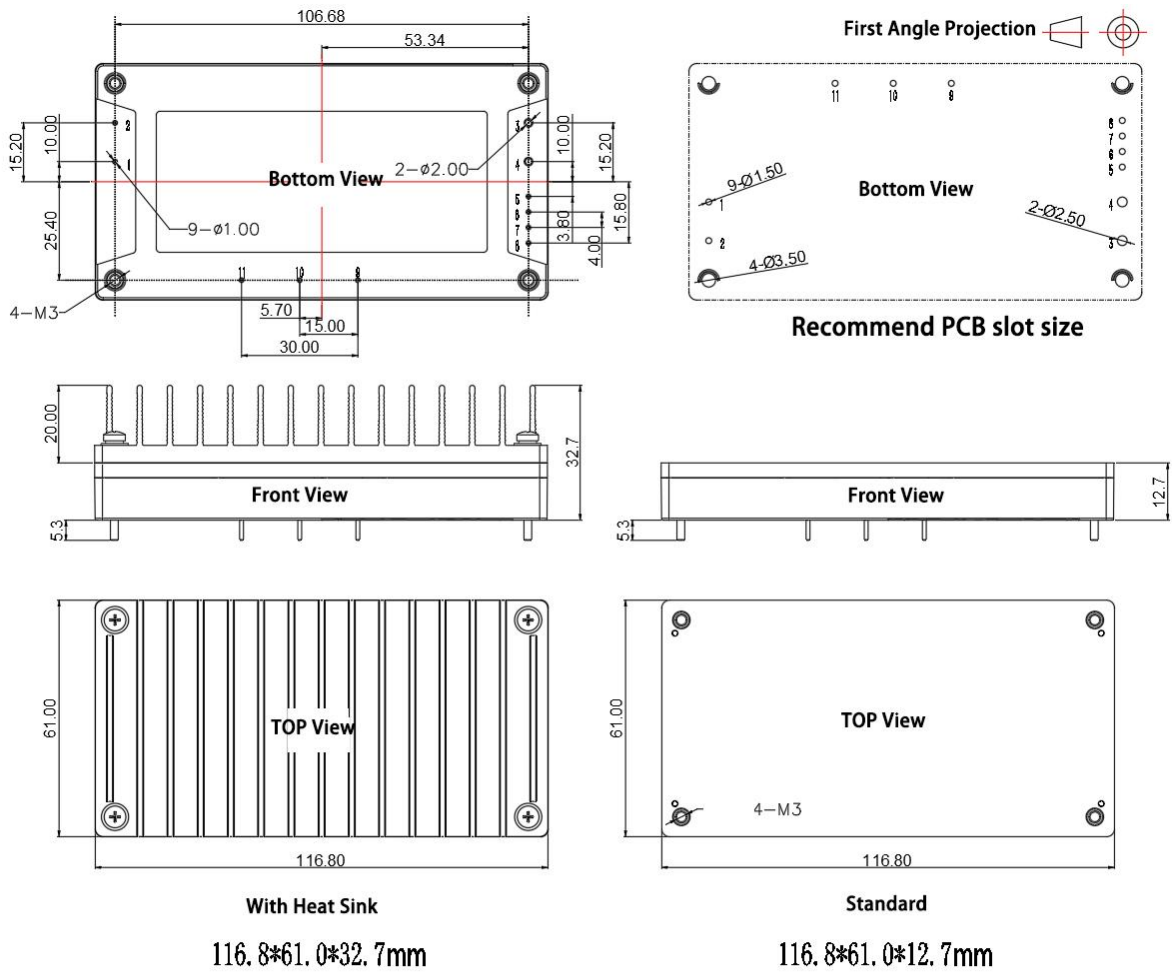 106.68
53.34
First Angle Projection
15.20
10.00
2
1
3
4
10.00
15.20
2-ø2.00
Bottom View
25.40
9-ø1.00
5
6
7
8
3.80
4.00
15.80
11
10
9
4-M3
5.70
15.00
30.00
11
10
9
6
7
6
5
9-Ø1.50
1
Bottom View
4
2-Ø2.50
2
3
4-Ø3.50
Recommend PCB slot size
20.00
32.7
Front View
5.3
Front View
12.7
5.3
61.00
TOP View
116.80
61.00
TOP View
4-M3
116.80
With Heat Sink
Standard
116.8*61.0*32.7mm
116.8*61.0*12.7mm